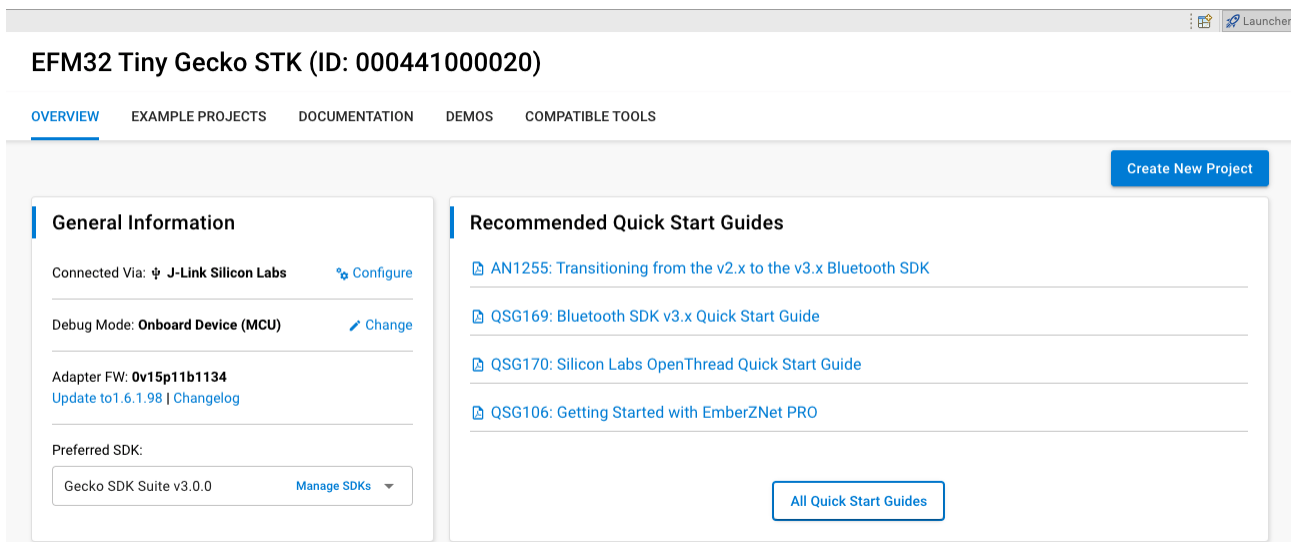 Launcher
EFM32 Tiny Gecko STK (ID: 000441000020)
OVERVIEW EXAMPLE PROJECTS DOCUMENTATION DEMOS COMPATIBLE TOOLS
Create New Project
General Information
Connected Via: J-Link Silicon Labs Configure
Debug Mode: Onboard Device (MCU) Change
Adapter FW: 0v15p11b1134
Update to1.6.1.98 | Changelog
Preferred SDK:
Gecko SDK Suite v3.0.0 Manage SDKs
Recommended Quick Start Guides
AN1255: Transitioning from the v2.x to the v3.x Bluetooth SDK
QSG169: Bluetooth SDK v3.x Quick Start Guide
QSG170: Silicon Labs OpenThread Quick Start Guide
QSG106: Getting Started with EmberZNet PRO
All Quick Start Guides